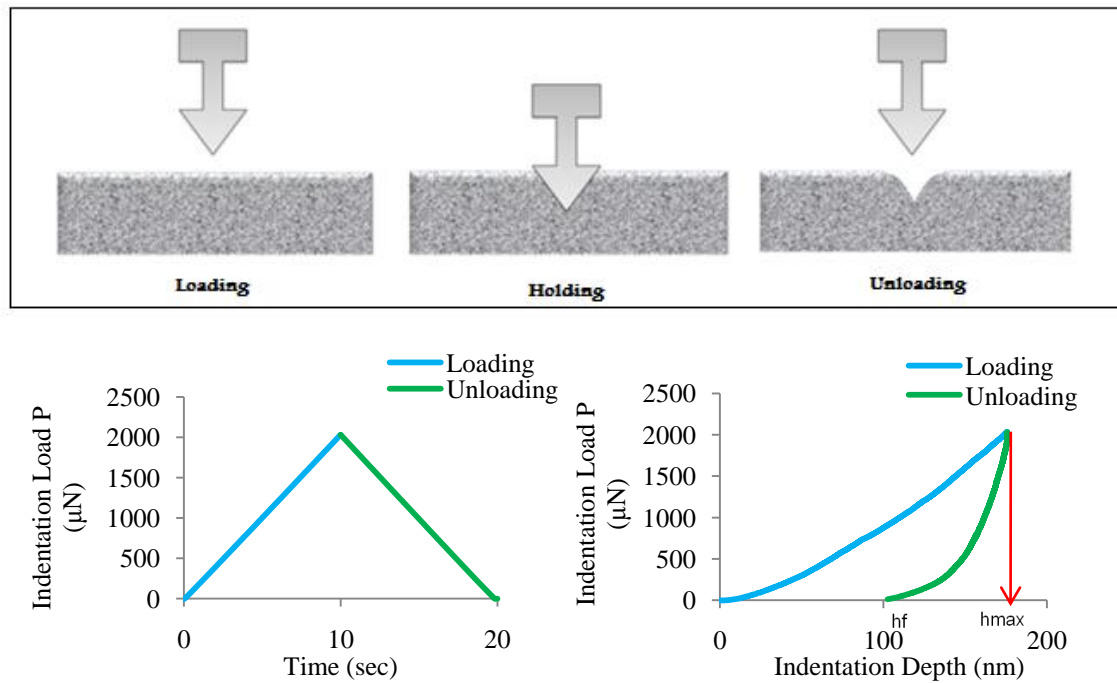 Loading
Holding
Unloading
Loading
Unloading
Indentation Load P
(μN)
2500
2000
1500
1000
500
0
0
10
20
Time (sec)
Loading
Unloading
Indentation Load P
(μN)
2500
2000
1500
1000
500
0
0
100
200
hf
hmax
Indentation Depth (nm)